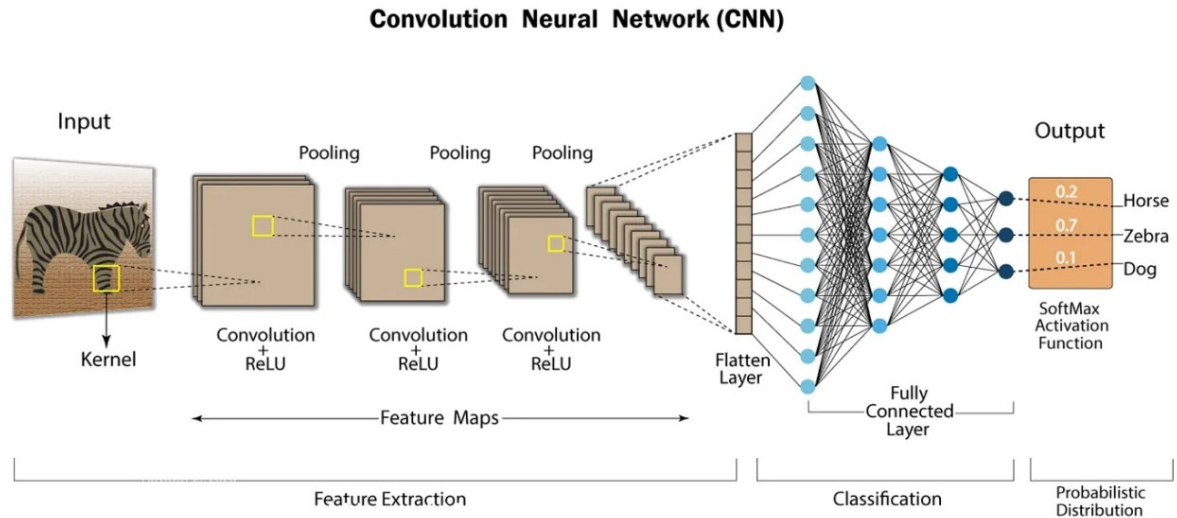 Convolution Neural Network (CNN)
Input
Output
Pooling
Pooling
Pooling
Kernel
Convolution
+
ReLU
Convolution
+
ReLU
Convolution
+
ReLU
Feature Maps
Flatten
Layer
Fully
Connected
Layer
0.2
Horse
0.7
Zebra
0.1
Dog
SoftMax
Activation
Function
Feature Extraction
Classification
Probabilistic
Distribution